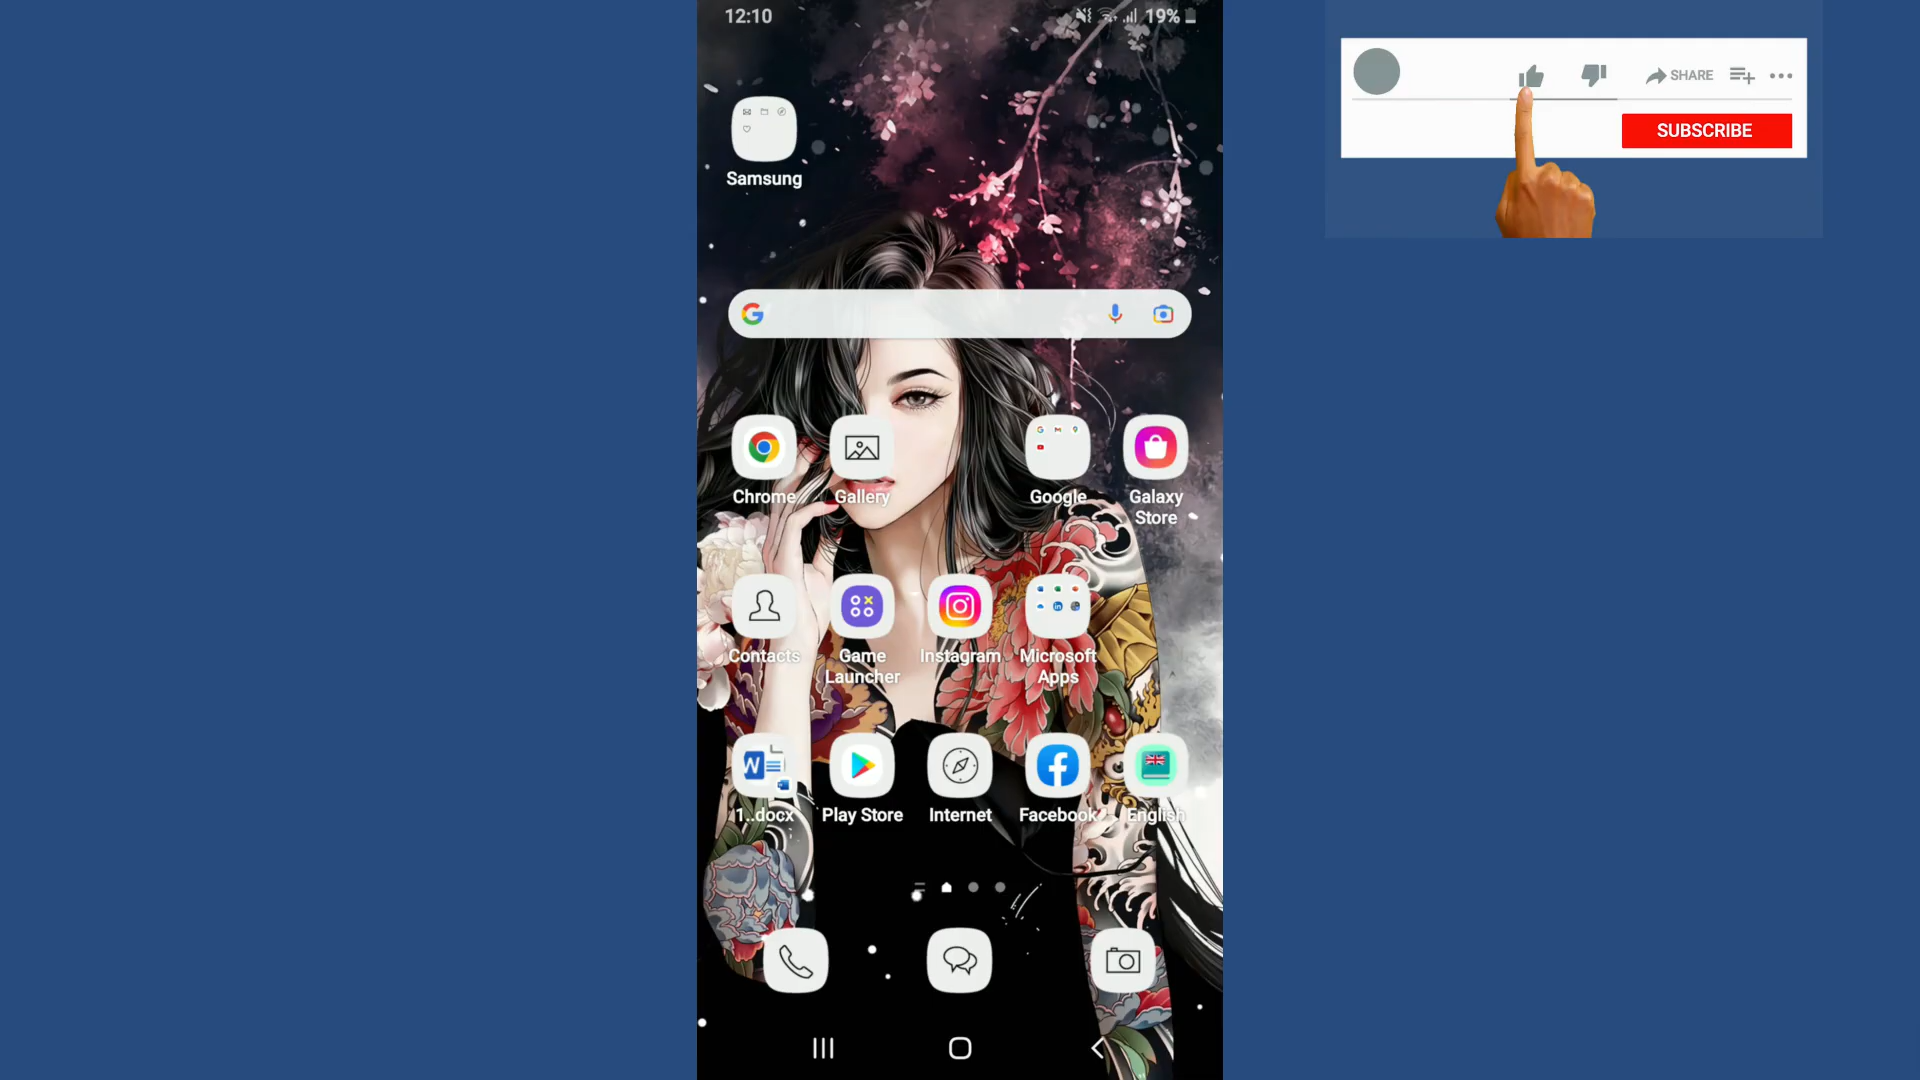 12:10
19%
Samsung
Chrome
Gallery
Google
Galaxy
Store
Contacts
Game
Launcher
Instagram
Microsoft
Apps
1..docx
Play Store
Internet
Facebook
English
SHARE
SUBSCRIBE